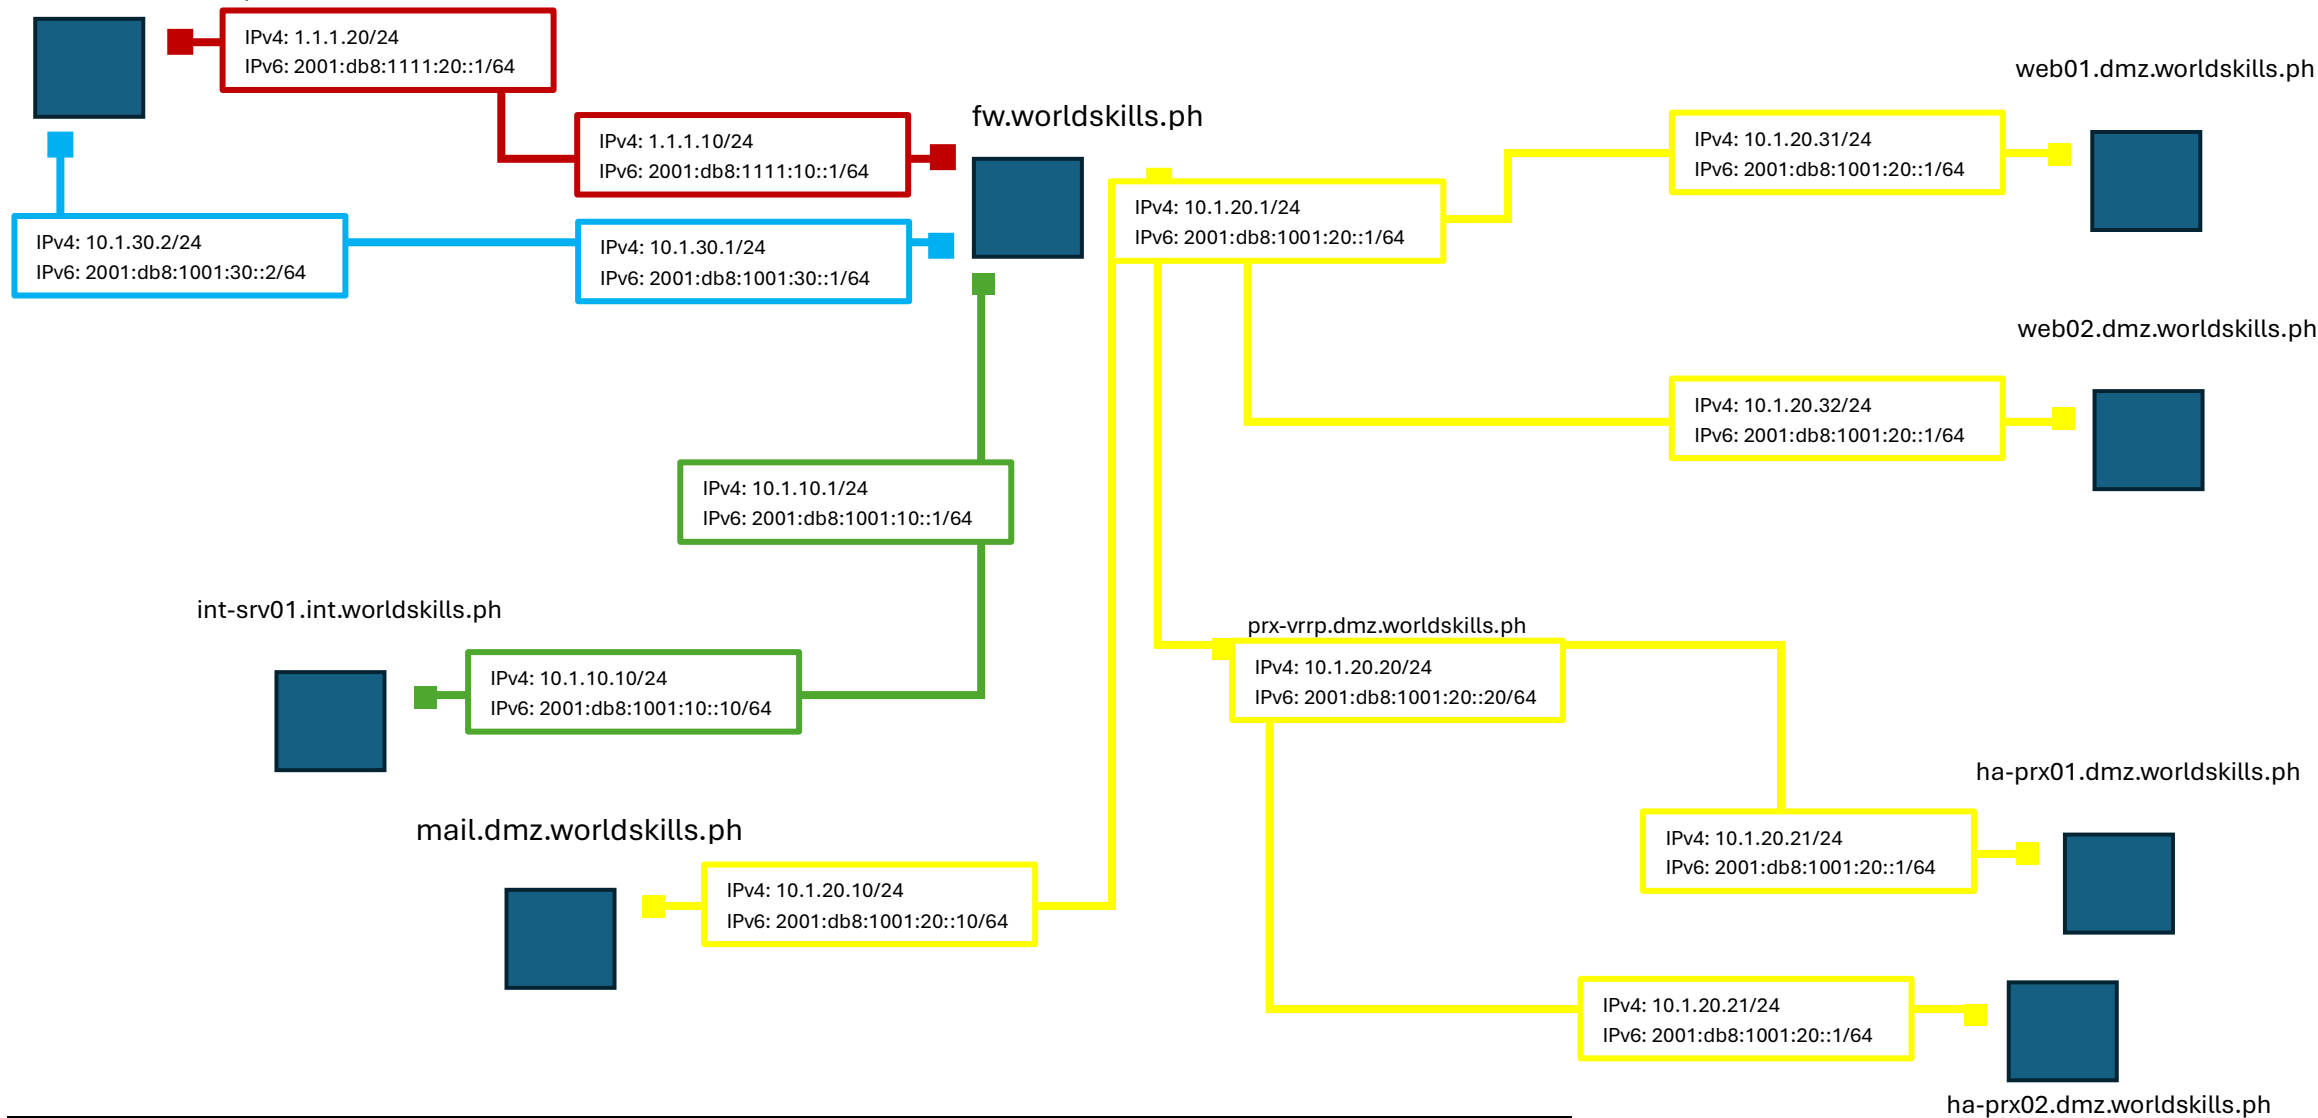 IPv4: 1.1.1.20/24
IPv6: 2001:db8:1111:20::1/64
fw.worldskills.ph
IPv4: 1.1.1.10/24
IPv6: 2001:db8:1111:10::1/64
IPv4: 10.1.30.2/24
IPv6: 2001:db8:1001:30::2/64
IPv4: 10.1.30.1/24
IPv6: 2001:db8:1001:30::1/64
IPv4: 10.1.20.1/24
IPv6: 2001:db8:1001:20::1/64
web01.dmz.worldskills.ph
IPv4: 10.1.20.31/24
IPv6: 2001:db8:1001:20::1/64
web02.dmz.worldskills.ph
IPv4: 10.1.20.32/24
IPv6: 2001:db8:1001:20::1/64
IPv4: 10.1.10.1/24
IPv6: 2001:db8:1001:10::1/64
int-srv01.int.worldskills.ph
IPv4: 10.1.10.10/24
IPv6: 2001:db8:1001:10::10/64
prx-vrrp.dmz.worldskills.ph
IPv4: 10.1.20.20/24
IPv6: 2001:db8:1001:20::20/64
mail.dmz.worldskills.ph
IPv4: 10.1.20.10/24
IPv6: 2001:db8:1001:20::10/64
ha-prx01.dmz.worldskills.ph
IPv4: 10.1.20.21/24
IPv6: 2001:db8:1001:20::1/64
IPv4: 10.1.20.21/24
IPv6: 2001:db8:1001:20::1/64
ha-prx02.dmz.worldskills.ph